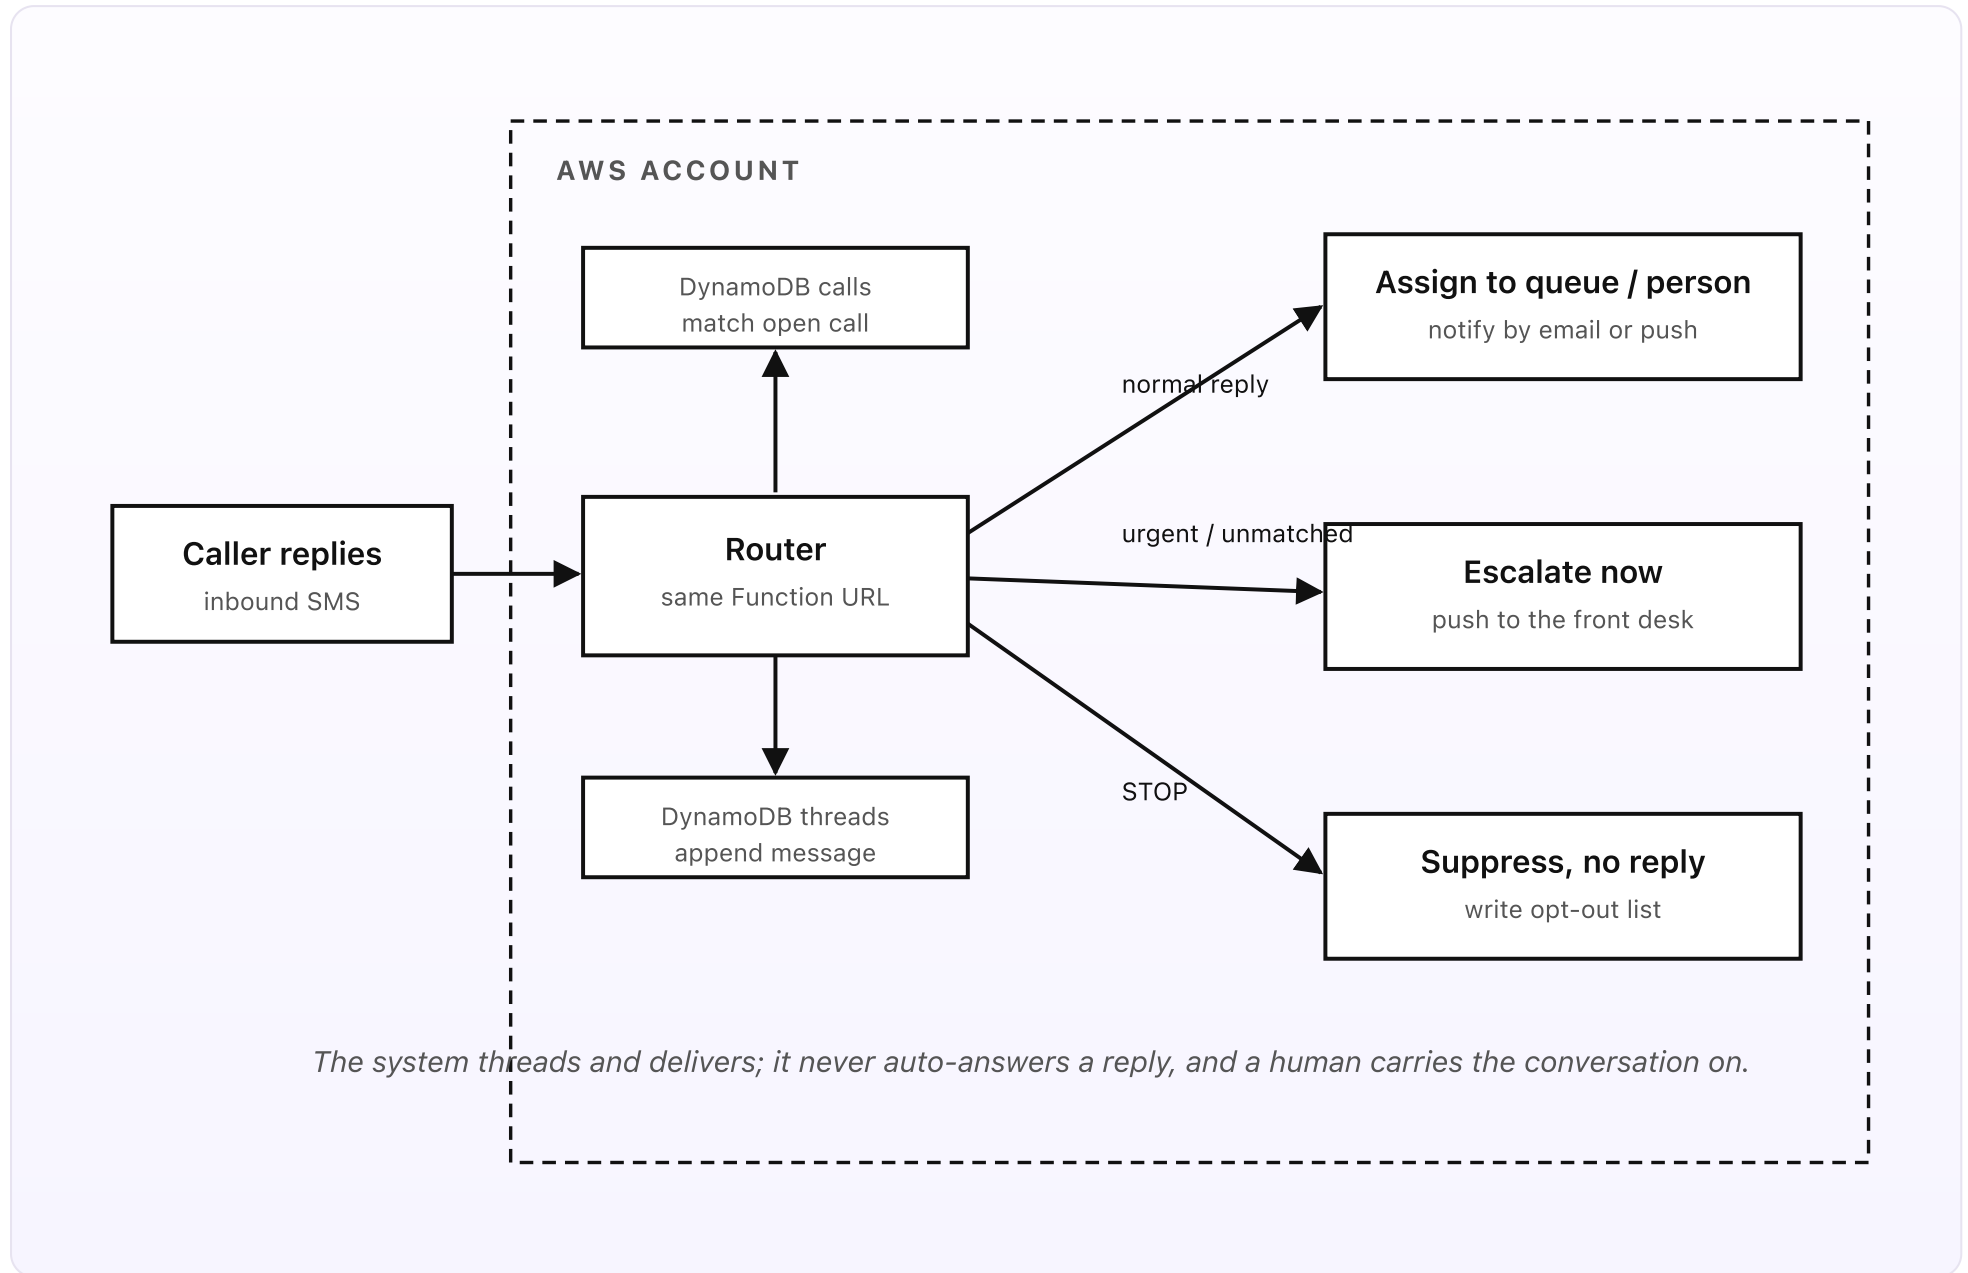 AWS ACCOUNT
DynamoDB calls
match open call
Assign to queue / person
notify by email or push
normal reply
Caller replies
inbound SMS
Router
same Function URL
urgent / unmatched
Escalate now
push to the front desk
STOP
DynamoDB threads
append message
Suppress, no reply
write opt-out list
The system threads and delivers; it never auto-answers a reply, and a human carries the conversation on.